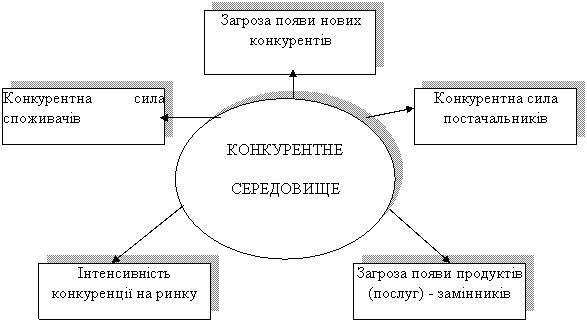 Загроза появи нових
конкурентів
Конкурентна сила
споживачів
Конкурентна сила
постачальників
КОНКУРЕНТНЕ
СЕРЕДОВИЩЕ
Інтенсивність
конкуренції на ринку
Загроза появи продуктів
(послуг) - замінників